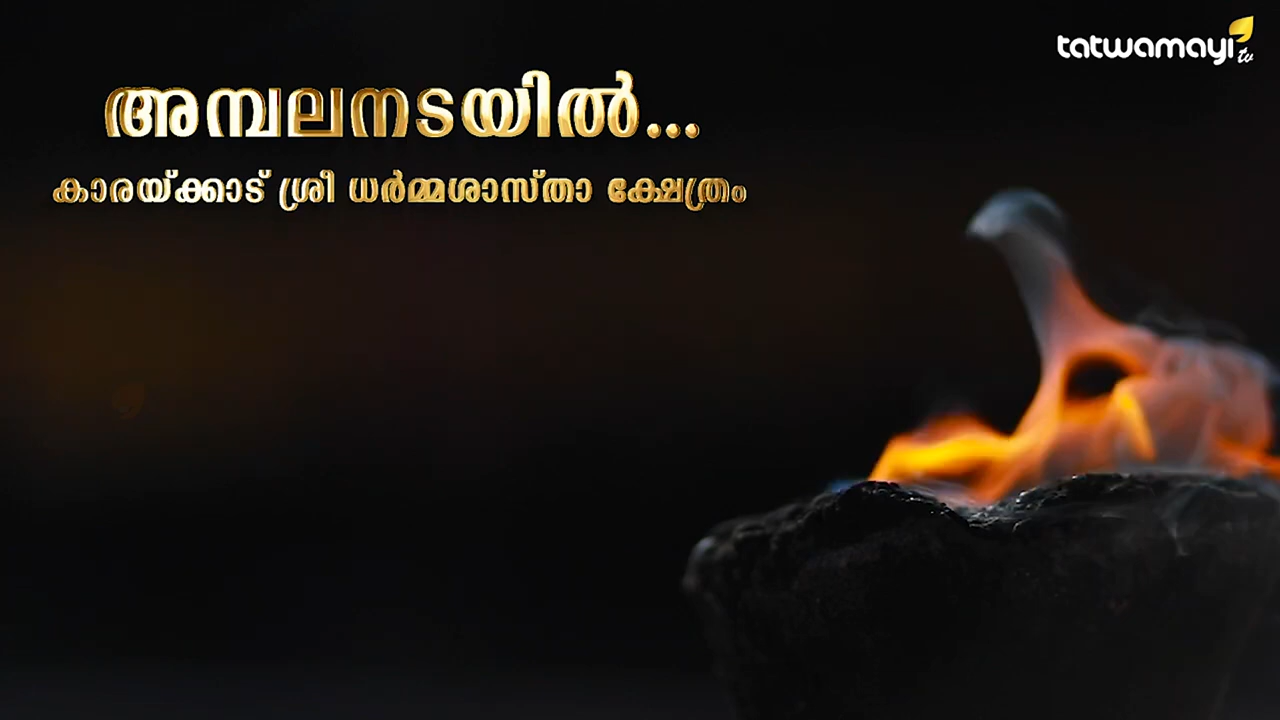 tatwamayi tv
അമ്പലനടയിൽ...
കാരയ്ക്കാട് ശ്രീ ധർമ്മശാസ്താ ക്ഷേത്രം